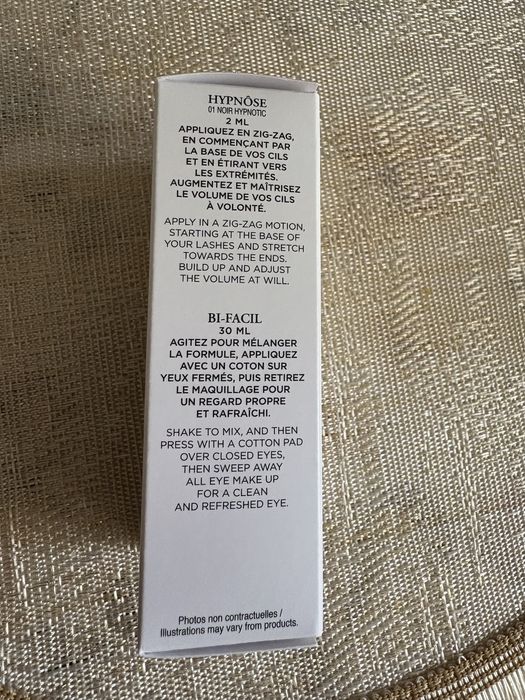 HYPNÔSE
01 NOIR HYPNOTIC
2 ML
APPLIQUEZ EN ZIG-ZAG,
EN COMMENÇANT PAR
LA BASE DE VOS CILS
ET EN ÉTIRANT VERS
LES EXTRÉMITÉS.
AUGMENTEZ ET MAÎTRISEZ
LE VOLUME DE VOS CILS
À VOLONTÉ.
APPLY IN A ZIG-ZAG MOTION,
STARTING AT THE BASE OF
YOUR LASHES AND STRETCH
TOWARDS THE ENDS.
BUILD UP AND ADJUST
THE VOLUME AT WILL.
BI-FACIL
30 ML
AGITEZ POUR MÉLANGER
LA FORMULE, APPLIQUEZ
AVEC UN COTON SUR
YEUX FERMÉS, PUIS RETIREZ
LE MAQUILLAGE POUR
UN REGARD PROPRE
ET RAFRAÎCHI.
SHAKE TO MIX, AND THEN
PRESS WITH A COTTON PAD
OVER CLOSED EYES,
THEN SWEEP AWAY
ALL EYE MAKE UP
FOR A CLEAN
AND REFRESHED EYE.
Photos non contractuelles /
Illustrations may vary from products.